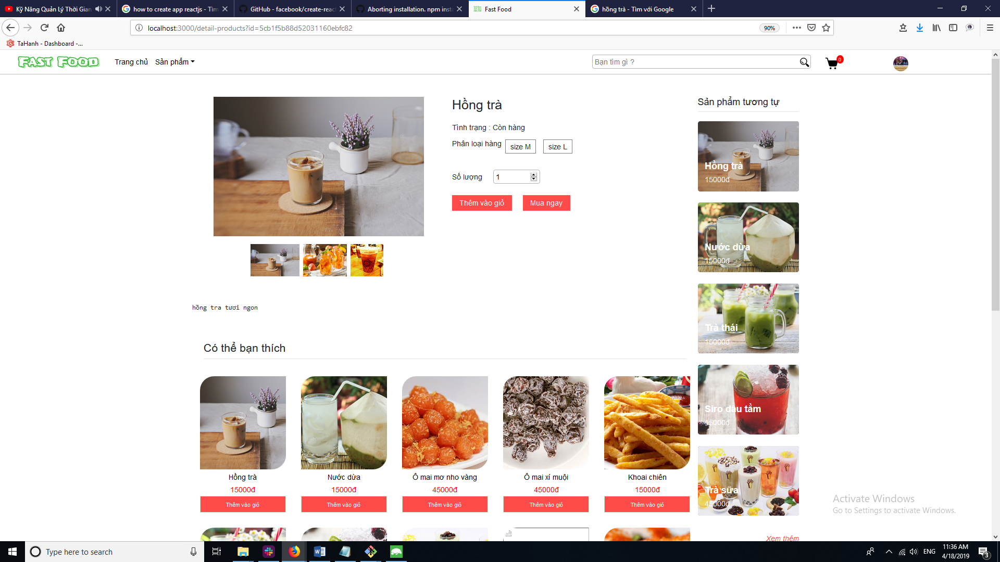 Kỹ Năng Quản Lý Thời Gian
how to create app reactjs - Tìm
GitHub - facebook/create-react
Aborting installation. npm insta
Fast Food
hồng trà - Tìm với Google
localhost:3000/detail-products?id=5cb1f5b88d52031160ebfc82
90%
TaHanh - Dashboard -...
FAST FOOD
Trang chủ
Sản phẩm
Bạn tìm gì ?
0
Hồng trà
Tình trạng : Còn hàng
Phân loại hàng
size M
size L
Số lượng
1
Thêm vào giỏ
Mua ngay
hồng tra tươi ngon
Sản phẩm tương tự
Hồng trà
15000đ
Nước dừa
15000đ
Trà thái
15000đ
Siro dâu tằm
15000đ
Trà sữa
45000đ
Xem thêm
Có thể bạn thích
Hồng trà
15000đ
Thêm vào giỏ
Nước dừa
15000đ
Thêm vào giỏ
Ô mai mơ nho vàng
45000đ
Thêm vào giỏ
Ô mai xí muội
45000đ
Thêm vào giỏ
Khoai chiên
15000đ
Thêm vào giỏ
Activate Windows
Go to Settings to activate Windows.
Type here to search
ENG
11:36 AM
4/18/2019
3